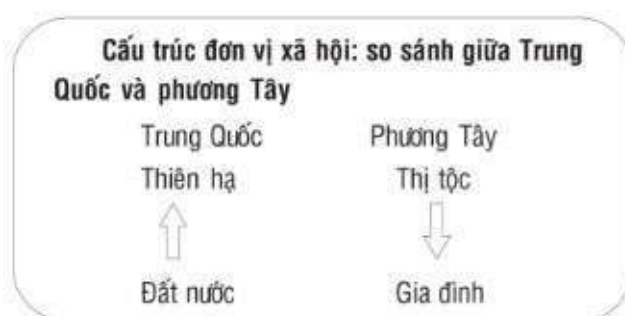 Cấu trúc đơn vị xã hội: so sánh giữa Trung
Quốc và phương Tây
Trung Quốc Phương Tây
Thiên hạ Thị tộc
Đất nước Gia đình